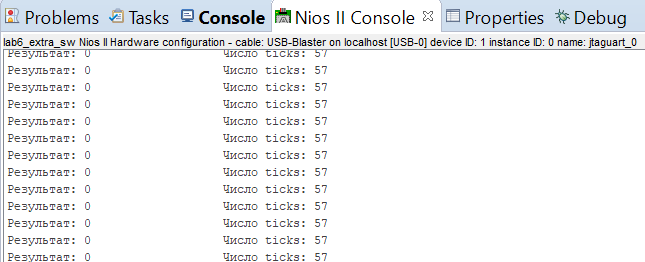 Problems Tasks Console Nios II Console Properties Debug
lab6_extra_sw Nios II Hardware configuration - cable: USB-Blaster on localhost [USB-0] device ID: 1 instance ID: 0 name: jtaguart_0
Результат: 0 Число ticks: 57
Результат: 0 Число ticks: 57
Результат: 0 Число ticks: 57
Результат: 0 Число ticks: 57
Результат: 0 Число ticks: 57
Результат: 0 Число ticks: 57
Результат: 0 Число ticks: 57
Результат: 0 Число ticks: 57
Результат: 0 Число ticks: 57
Результат: 0 Число ticks: 57
Результат: 0 Число ticks: 57
Результат: 0 Число ticks: 57
Результат: 0 Число ticks: 57